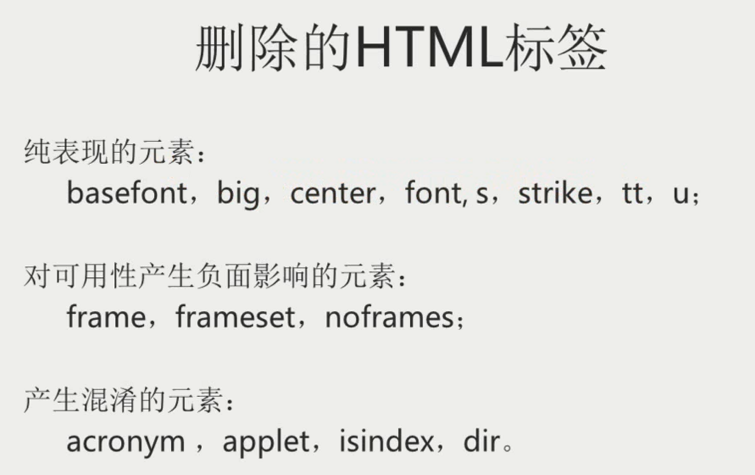 删除的HTML标签
纯表现的元素：
basefont，big，center，font, s，strike，tt，u；
对可用性产生负面影响的元素：
frame，frameset，noframes；
产生混淆的元素：
acronym ，applet，isindex，dir。